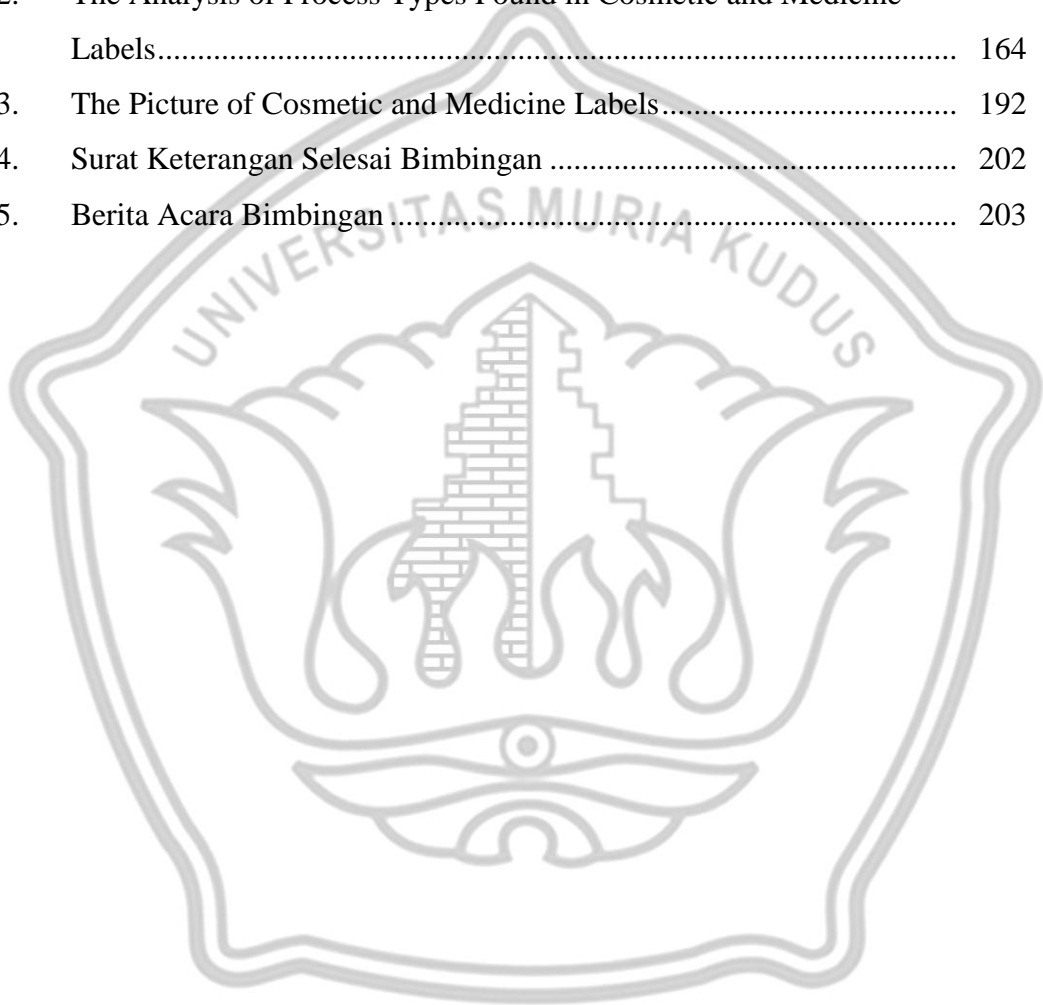 2. The Analysis of Process Types Found in Cosmetic and Medicine
Labels........................................................................................................ 164
3. The Picture of Cosmetic and Medicine Labels...................................... 192
4. Surat Keterangan Selesai Bimbingan .................................................... 202
5. Berita Acara Bimbingan ........................................................................ 203
UNIVERSITAS MURIA KUDUS